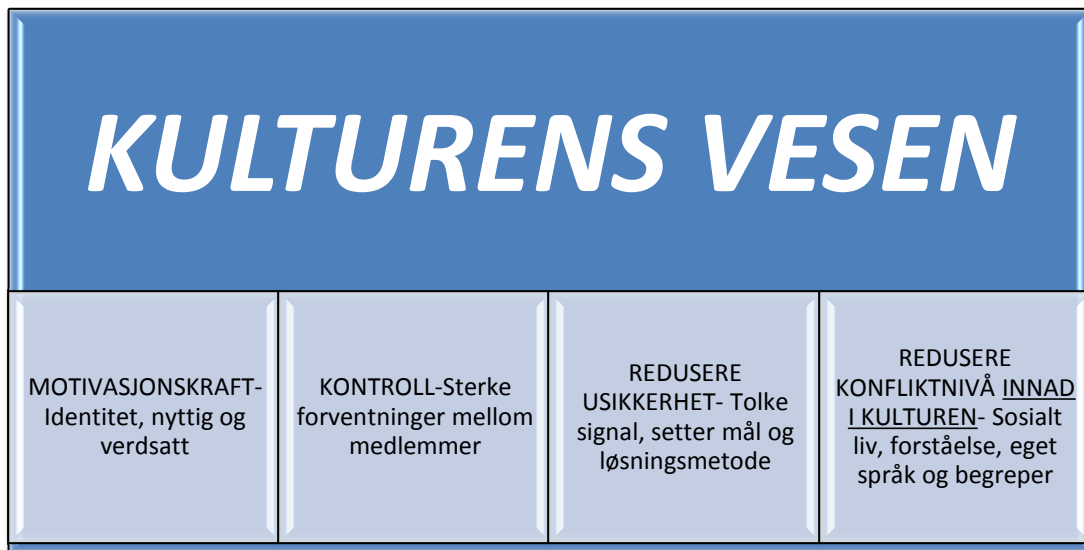 KULTURENS VESEN
MOTIVASJONSKRAFT-
Identitet, nyttig og
verdsatt
KONTROLL-Sterke
forventninger mellom
medlemmer
REDUSERE
USIKKERHET- Tolke
signal, setter mål og
løsningsmetode
REDUSERE
KONFLIKTNIVÅ INNAD
I KULTUREN- Sosialt
liv, forståelse, eget
språk og begreper